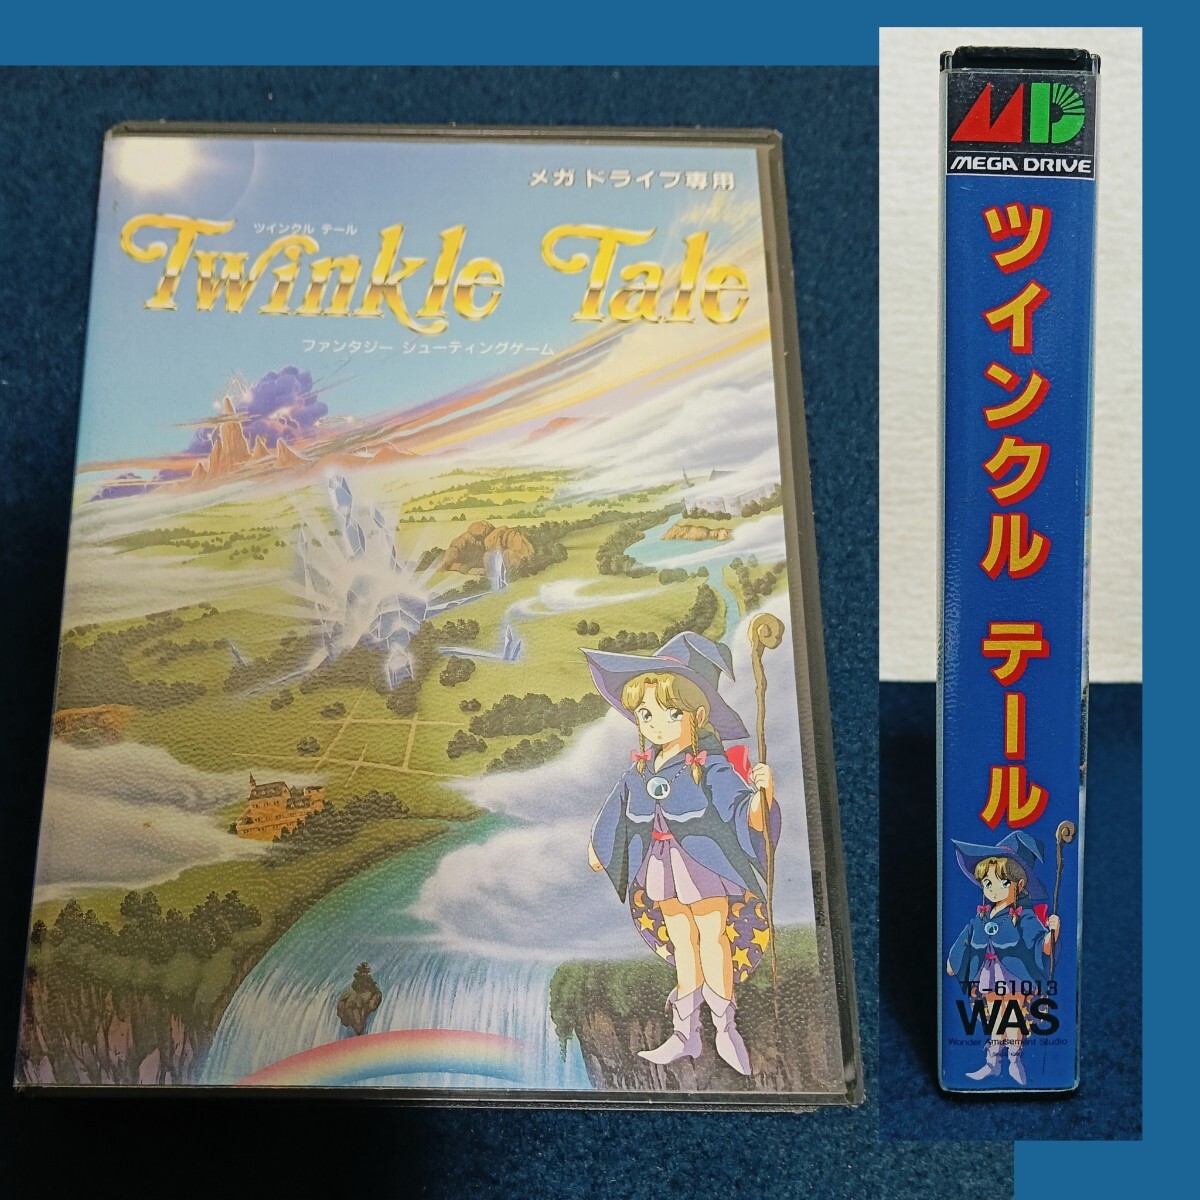 メガドライブ専用
ツインクル テール
Twinkle Tale
ファンタジー シューティングゲーム
MD
MEGA DRIVE
ツインクル テール
T-61013
WAS
Wonder Amusement Studio